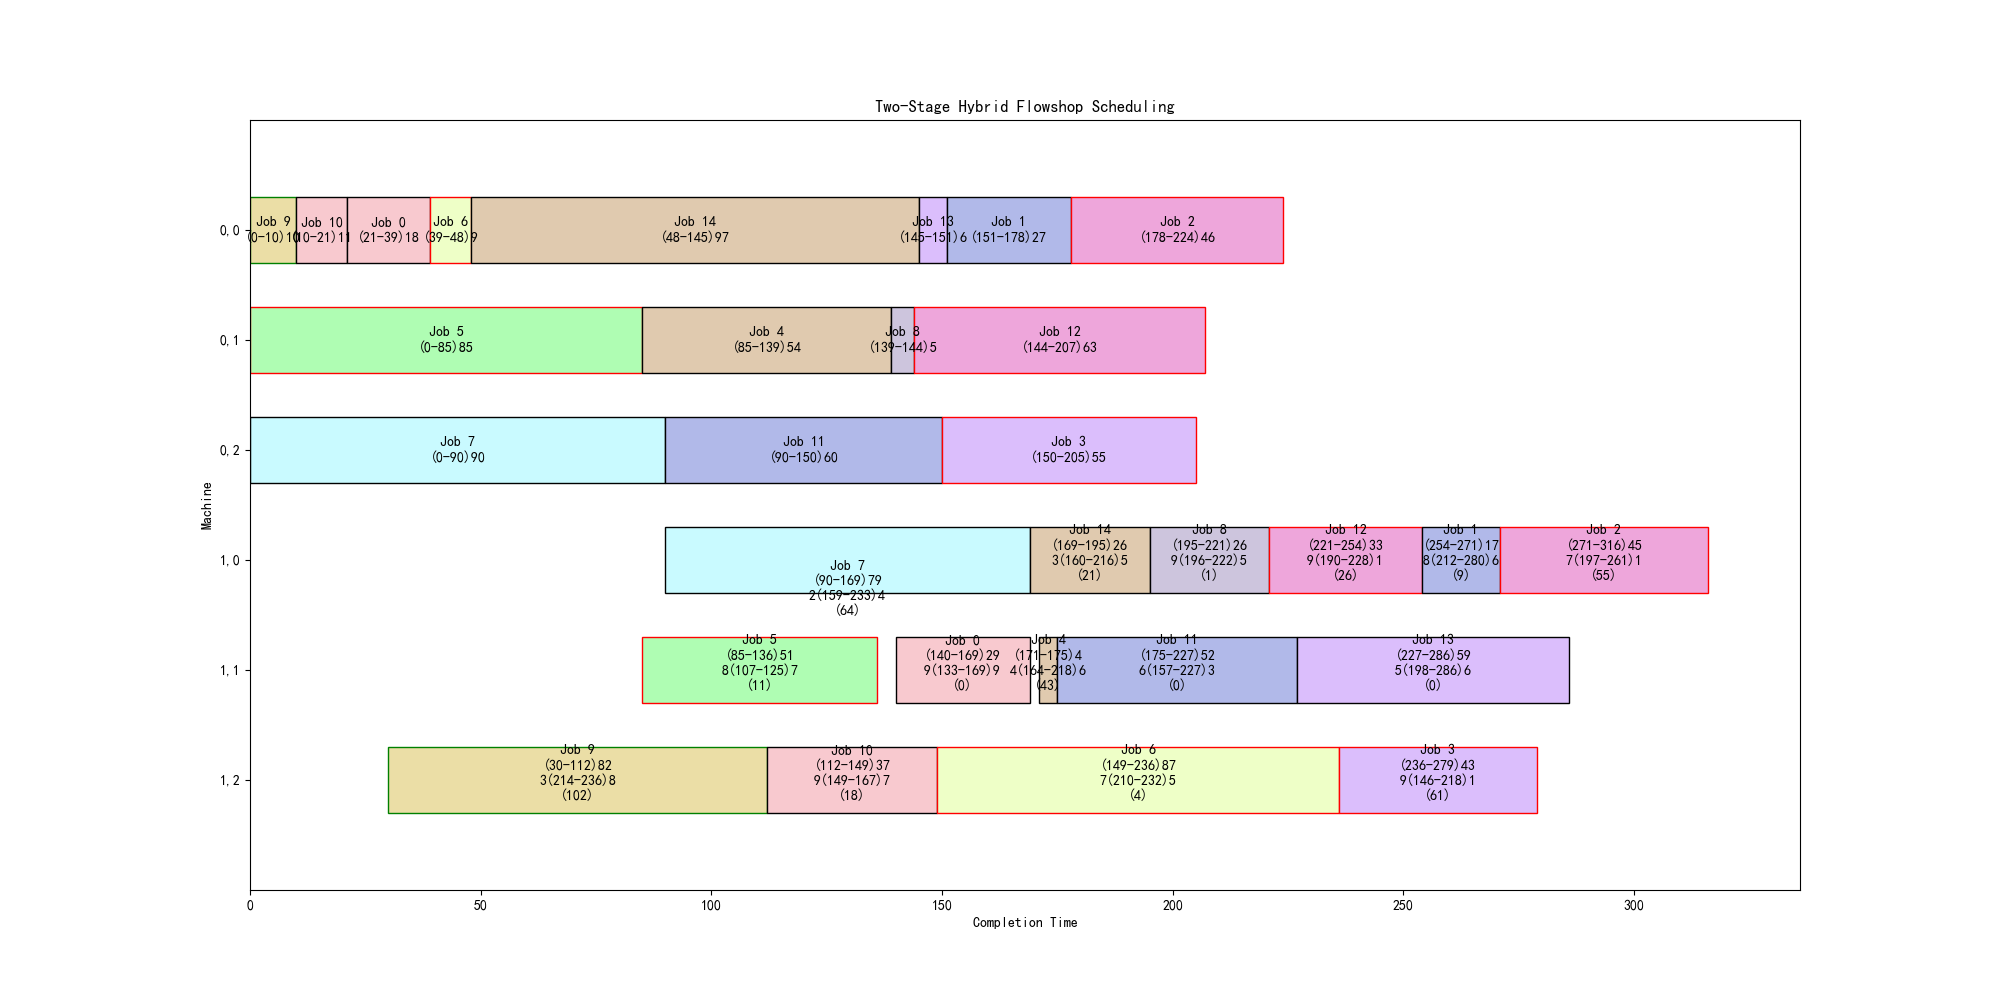 Two-Stage Hybrid Flowshop Scheduling
Machine
0,0
Job 9
(0-10)10
Job 10
(10-21)11
Job 0
(21-39)18
Job 6
(39-48)9
Job 14
(48-145)97
Job 13
(145-151)6
Job 1
(151-178)27
Job 2
(178-224)46
0,1
Job 5
(0-85)85
Job 4
(85-139)54
Job 8
(139-144)5
Job 12
(144-207)63
0,2
Job 7
(0-90)90
Job 11
(90-150)60
Job 3
(150-205)55
1,0
Job 7
(90-169)79
2(159-233)4
(64)
Job 14
(169-195)26
3(160-216)5
(21)
Job 8
(195-221)26
9(196-222)5
(1)
Job 12
(221-254)33
9(190-228)1
(26)
Job 1
(254-271)17
8(212-280)6
(9)
Job 2
(271-316)45
7(197-261)1
(55)
1,1
Job 5
(85-136)51
8(107-125)7
(11)
Job 0
(140-169)29
9(133-169)9
(0)
Job 4
(171-175)4
4(164-218)6
(43)
Job 11
(175-227)52
6(157-227)3
(0)
Job 13
(227-286)59
5(198-286)6
(0)
1,2
Job 9
(30-112)82
3(214-236)8
(102)
Job 10
(112-149)37
9(149-167)7
(18)
Job 6
(149-236)87
7(210-232)5
(4)
Job 3
(236-279)43
9(146-218)1
(61)
0
50
100
150
200
250
300
Completion Time